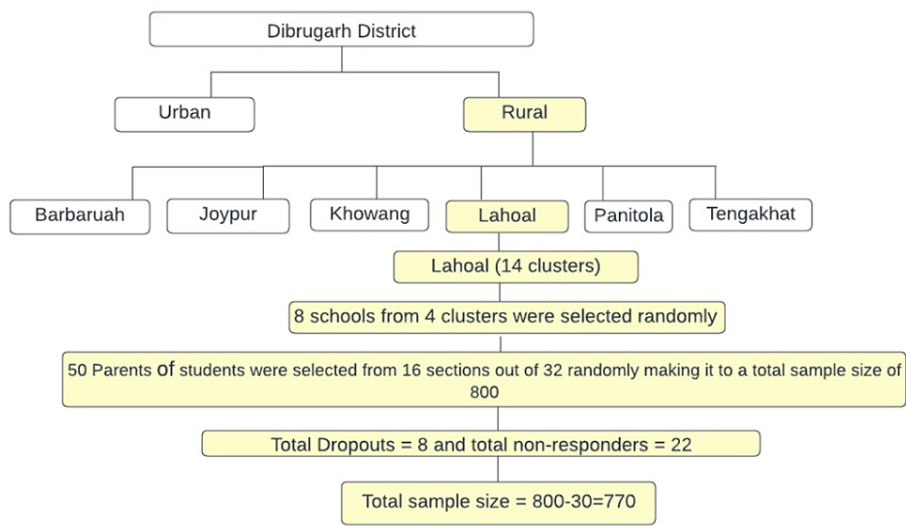 Dibrugarh District
Urban
Rural
Barbaruah
Joypur
Khowang
Lahoal
Panitola
Tengakhat
Lahoal (14 clusters)
8 schools from 4 clusters were selected randomly
50 Parents of students were selected from 16 sections out of 32 randomly making it to a total sample size of
800
Total Dropouts = 8 and total non-responders = 22
Total sample size = 800-30=770